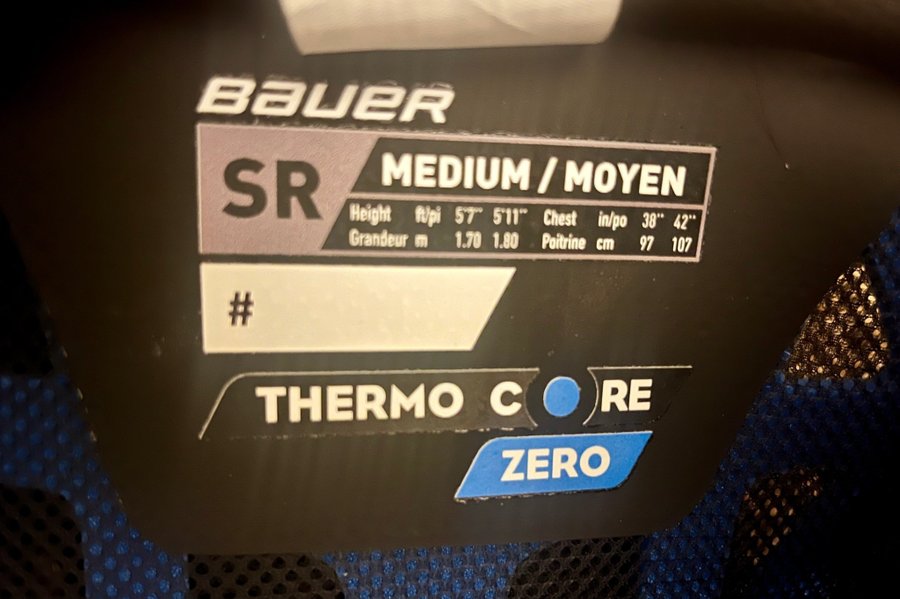 BAUER
SR
MEDIUM / MOYEN
Height ft/pi 5'7'' 5'11'' Chest in/po 38'' 42''
Grandeur m 1.70 1.80 Poitrine cm 97 107
#
THERMO CORE
ZERO